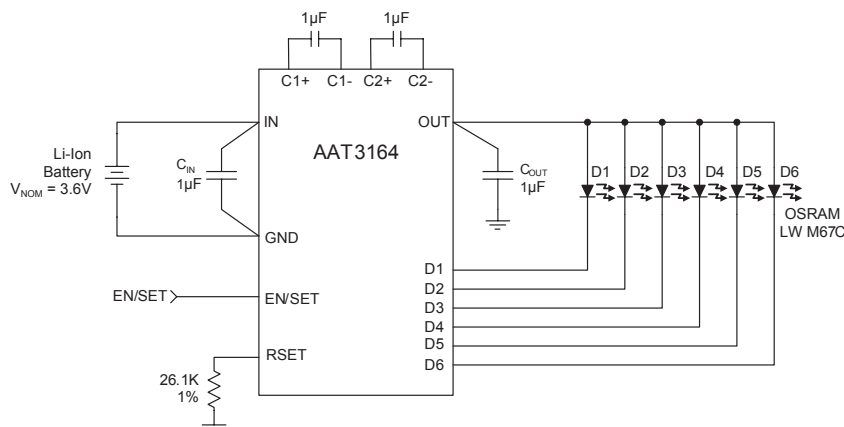 1µF
1µF
C1+ C1- C2+ C2-
IN
OUT
AAT3164
Li-Ion
Battery
V_NOM = 3.6V
C_IN
1µF
C_OUT
1µF
D1 D2 D3 D4 D5 D6
OSRAM
LW M67C
GND
D1
D2
D3
D4
D5
D6
EN/SET
EN/SET
RSET
26.1K
1%